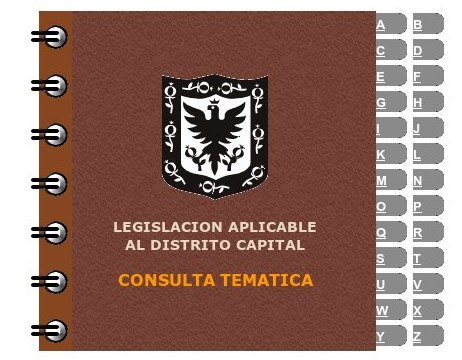 LEGISLACION APLICABLE
AL DISTRITO CAPITAL
CONSULTA TEMATICA
A B
C D
E F
G H
I J
K L
M N
O P
Q R
S T
U V
W X
Y Z